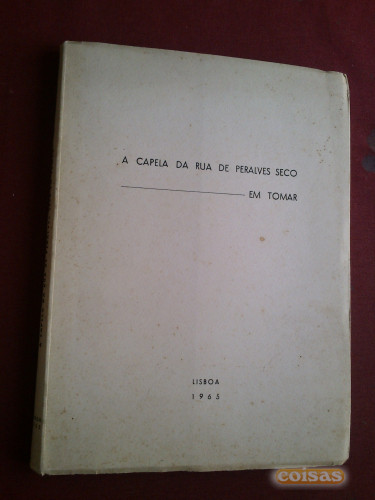 A CAPELA DA RUA DE PERALVES SECO
EM TOMAR
LISBOA
1965
coisas